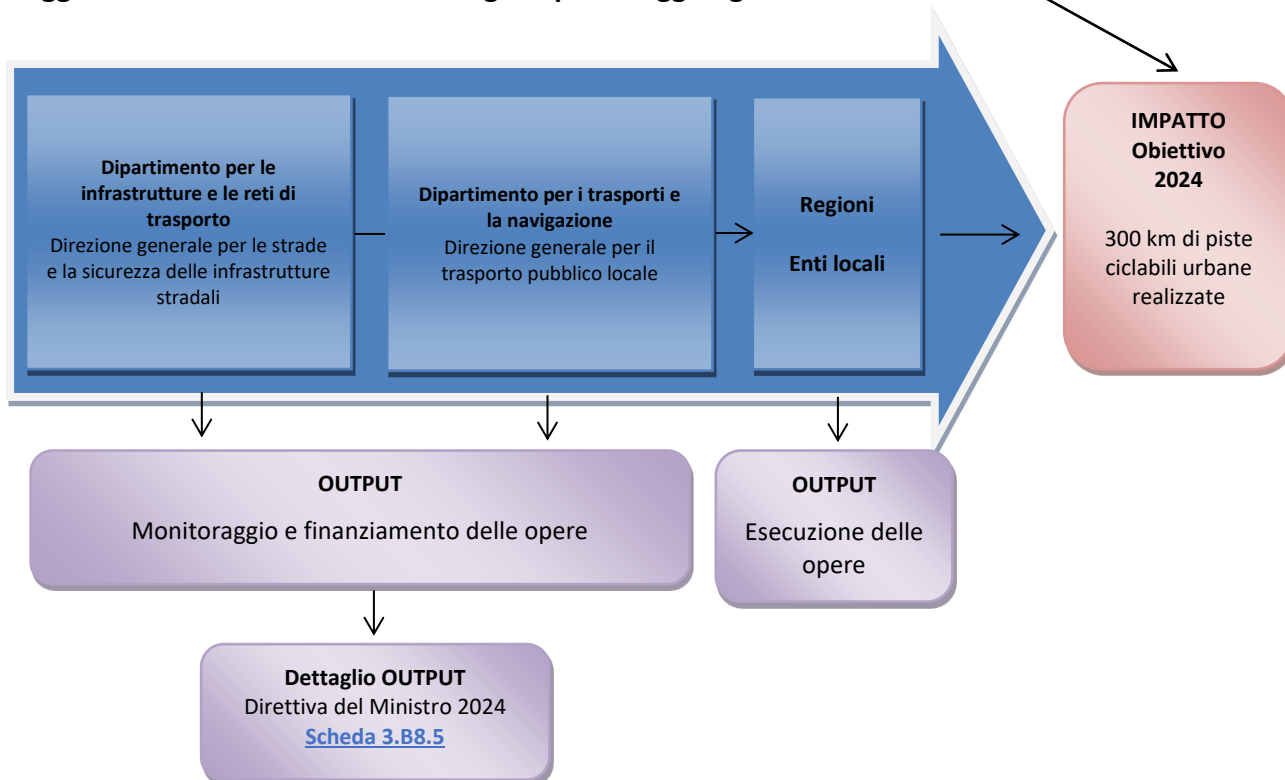 Dipartimento per le
infrastrutture e le reti di
trasporto
Direzione generale per le strade
e la sicurezza delle infrastrutture
stradali
Dipartimento per i trasporti e
la navigazione
Direzione generale per il
trasporto pubblico locale
Regioni
Enti locali
IMPATTO
Obiettivo
2024
300 km di piste
ciclabili urbane
realizzate
OUTPUT
Monitoraggio e finanziamento delle opere
OUTPUT
Esecuzione delle
opere
Dettaglio OUTPUT
Direttiva del Ministro 2024
Scheda 3.B8.5